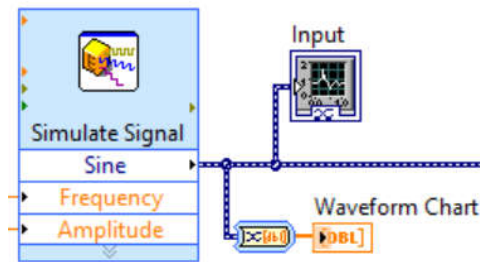 Input
Simulate Signal
Sine
Frequency
Amplitude
Waveform Chart
DBL